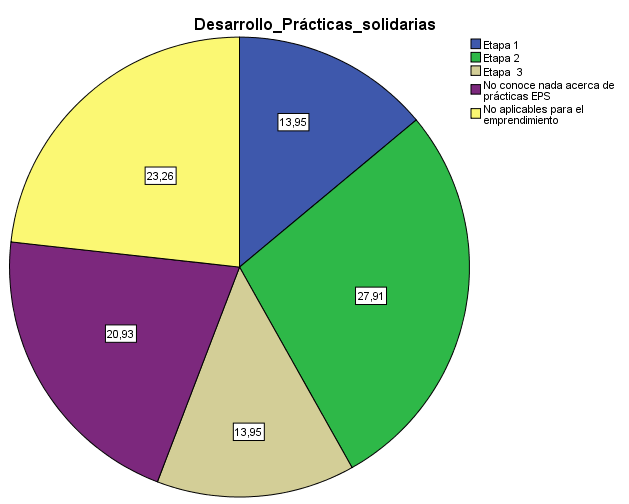 Desarrollo_Prácticas_solidarias
Etapa 1
Etapa 2
Etapa  3
No conoce nada acerca de
prácticas EPS
No aplicables para el
emprendimiento
13,95
23,26
27,91
20,93
13,95